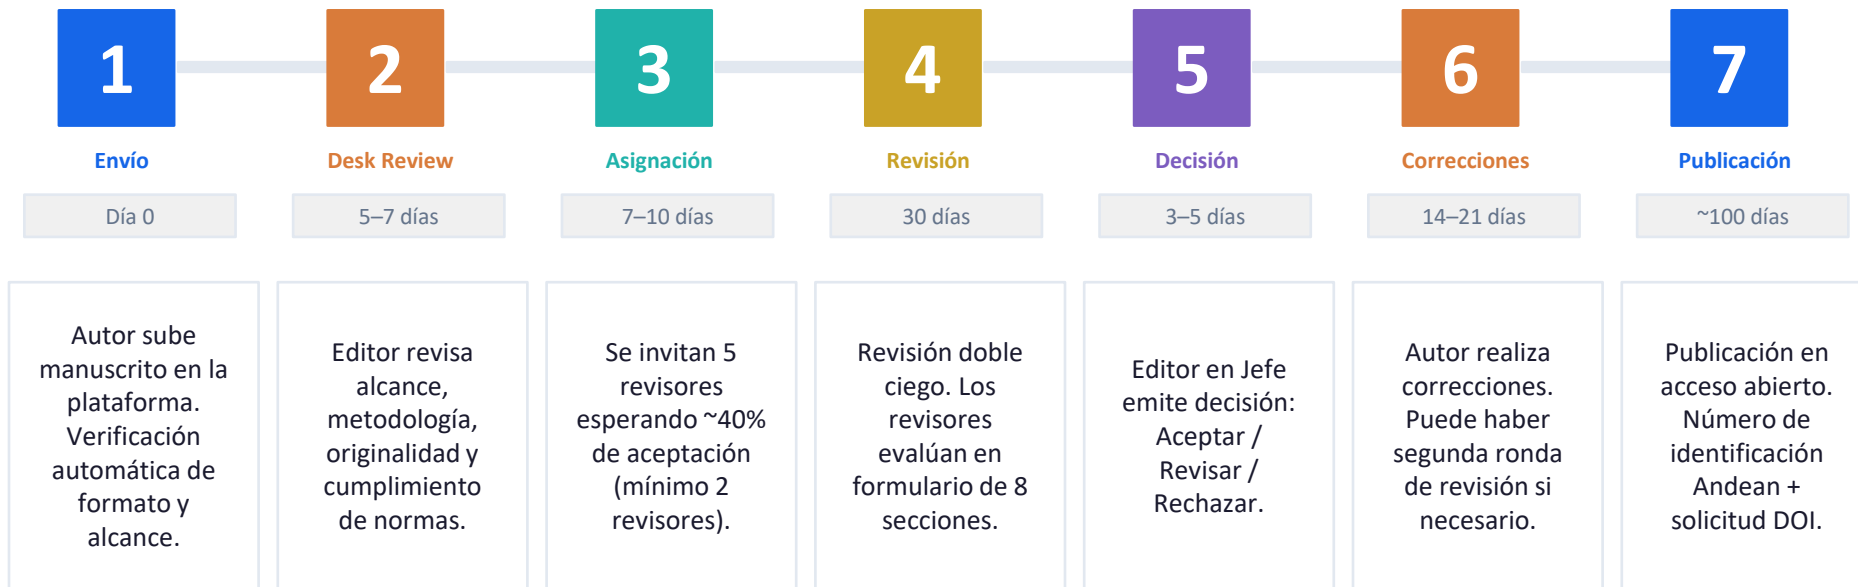 1
2
3
4
5
6
7
Envío
Desk Review
Asignación
Revisión
Decisión
Correcciones
Publicación
Día 0
5–7 días
7–10 días
30 días
3–5 días
14–21 días
~100 días
Autor sube
manuscrito en la
plataforma.
Verificación
automática de
formato y
alcance.
Editor revisa
alcance,
metodología,
originalidad y
cumplimiento
de normas.
Se invitan 5
revisores
esperando ~40%
de aceptación
(mínimo 2
revisores).
Revisión doble
ciego. Los
revisores
evalúan en
formulario de 8
secciones.
Editor en Jefe
emite decisión:
Aceptar /
Revisar /
Rechazar.
Autor realiza
correcciones.
Puede haber
segunda ronda
de revisión si
necesario.
Publicación en
acceso abierto.
Número de
identificación
Andean +
solicitud DOI.